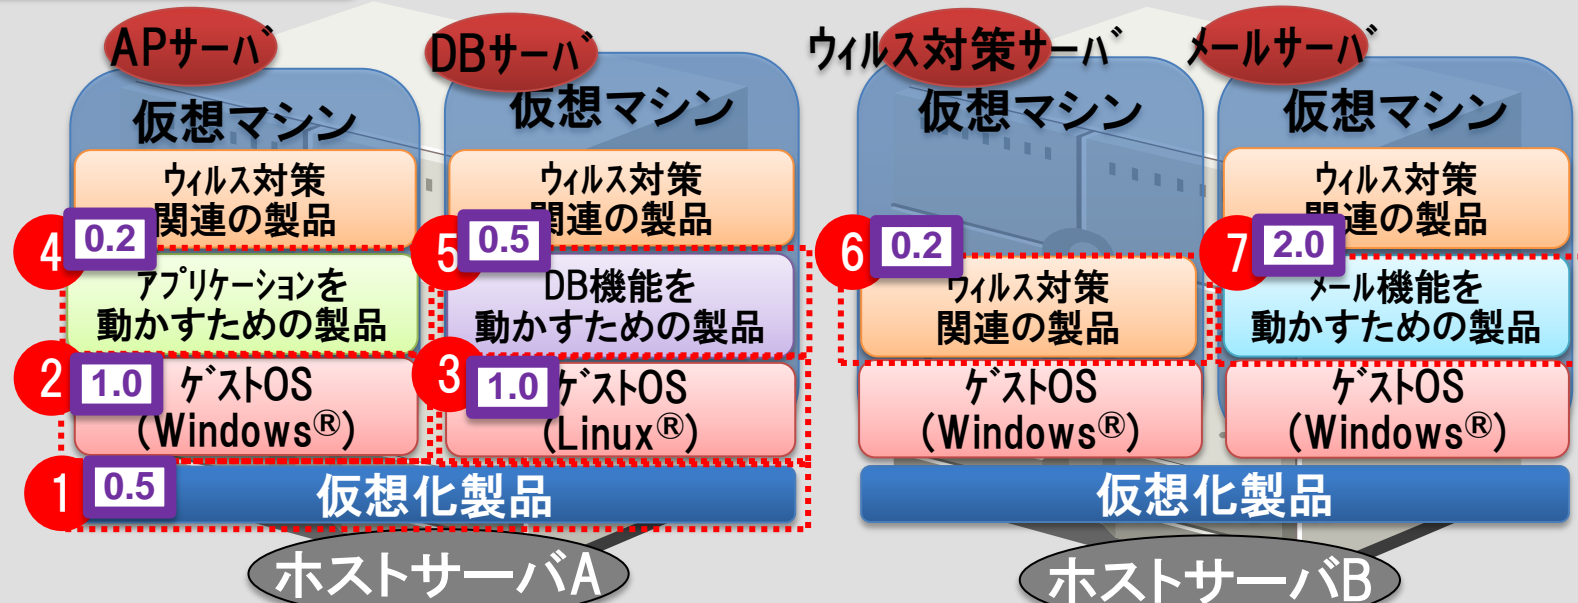 APサーバ
DBサーバ
ウィルス対策サーバ
メールサーバ
仮想マシン
仮想マシン
仮想マシン
仮想マシン
ウィルス対策
関連の製品
ウィルス対策
関連の製品
ウィルス対策
関連の製品
4
0.2
5
0.5
6
0.2
7
2.0
アプリケーションを
動かすための製品
DB機能を
動かすための製品
ウィルス対策
関連の製品
メール機能を
動かすための製品
2
1.0
ゲストOS
(Windows®)
3
1.0
ゲストOS
(Linux®)
ゲストOS
(Windows®)
ゲストOS
(Windows®)
1
0.5
仮想化製品
仮想化製品
ホストサーバA
ホストサーバB